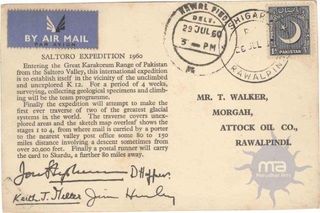 BY AIR MAIL
PAR AVION
RAWALPINDI
DELY.
29 JUL 60
3 - PM
SHIGAR
RAWALPINDI
PAKISTAN
SALTORO EXPEDITION 1960
Entering the Great Karakoram Range of Pakistan
from the Saltoro Valley, this international expedition
is to establish itself in the vicinity of the unclimbed
and unexplored K 12. For a period of 4 weeks,
surveying, collecting geological specimens and climb-
ing will be the team programme.
Finally the expedition will attempt to make the
first ever traverse of two of the greatest glacial
systems in the world. The traverse covers unex-
plored areas and the sketch map overleaf shows the
stages 1 to 4, from where mail is carried by a porter
to the nearest valley post office some 80 to 150
miles distance involving a descent sometimes from
over 20,000 feet. Finally a postal runner will carry
the card to Skardu, a further 80 miles away.
MR. T. WALKER,
MORGAH,
ATTOCK OIL CO.,
RAWALPINDI.
Keith J. Miller
ma